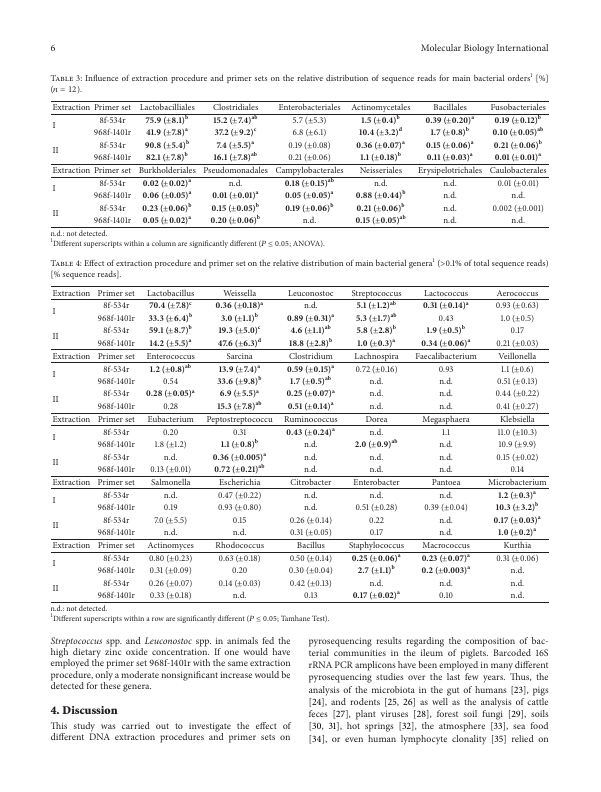 6 Molecular Biology International
TABLE 3: Influence of extraction procedure and primer sets on the relative distribution of sequence reads for main bacterial orders¹ [%]
(n = 12).
Extraction Primer set Lactobacilliales Clostridiales Enterobacteriales Actinomycetales Bacillales Fusobacteriales
I 8f-534r 75.9 (±8.1)ᵇ 15.2 (±7.4)ᵃᵇ 5.7 (±5.3) 1.5 (±0.4)ᵇ 0.39 (±0.20)ᵃ 0.19 (±0.12)ᵇ
968f-1401r 41.9 (±7.8)ᵃ 37.2 (±9.2)ᶜ 6.8 (±6.1) 10.4 (±3.2)ᵈ 1.7 (±0.8)ᵇ 0.10 (±0.05)ᵃᵇ
II 8f-534r 90.8 (±5.4)ᵇ 7.4 (±5.5)ᵃ 0.19 (±0.08) 0.36 (±0.07)ᵃ 0.15 (±0.06)ᵃ 0.21 (±0.06)ᵇ
968f-1401r 82.1 (±7.8)ᵇ 16.1 (±7.8)ᵃᵇ 0.21 (±0.06) 1.1 (±0.18)ᵇ 0.11 (±0.03)ᵃ 0.01 (±0.01)ᵃ
Extraction Primer set Burkholderiales Pseudomonadales Campylobacterales Neisseriales Erysipelotrichales Caulobacterales
I 8f-534r 0.02 (±0.02)ᵃ n.d. 0.18 (±0.15)ᵃᵇ n.d. n.d. 0.01 (±0.01)
968f-1401r 0.06 (±0.05)ᵃ 0.01 (±0.01)ᵃ 0.05 (±0.05)ᵃ 0.88 (±0.44)ᵇ n.d. n.d.
II 8f-534r 0.23 (±0.06)ᵇ 0.15 (±0.05)ᵇ 0.19 (±0.06)ᵇ 0.21 (±0.06)ᵇ n.d. 0.002 (±0.001)
968f-1401r 0.05 (±0.02)ᵃ 0.20 (±0.06)ᵇ n.d. 0.15 (±0.05)ᵃᵇ n.d. n.d.
n.d.: not detected.
¹Different superscripts within a column are significantly different (P ≤ 0.05; ANOVA).
TABLE 4: Effect of extraction procedure and primer set on the relative distribution of main bacterial genera¹ (>0.1% of total sequence reads)
[% sequence reads].
Extraction Primer set Lactobacillus Weissella Leuconostoc Streptococcus Lactococcus Aerococcus
I 8f-534r 70.4 (±7.8)ᶜ 0.36 (±0.18)ᵃ n.d. 5.1 (±1.2)ᵃᵇ 0.31 (±0.14)ᵃ 0.93 (±0.63)
968f-1401r 33.3 (±6.4)ᵇ 3.0 (±1.1)ᵇ 0.89 (±0.31)ᵃ 5.3 (±1.7)ᵃᵇ 0.43 1.0 (±0.5)
II 8f-534r 59.1 (±8.7)ᵇ 19.3 (±5.0)ᶜ 4.6 (±1.1)ᵃᵇ 5.8 (±2.8)ᵇ 1.9 (±0.5)ᵇ 0.17
968f-1401r 14.2 (±5.5)ᵃ 47.6 (±6.3)ᵈ 18.8 (±2.8)ᵇ 1.0 (±0.3)ᵃ 0.34 (±0.06)ᵃ 0.21 (±0.03)
Extraction Primer set Enterococcus Sarcina Clostridium Lachnospira Faecalibacterium Veillonella
I 8f-534r 1.2 (±0.8)ᵃᵇ 13.9 (±7.4)ᵃ 0.59 (±0.15)ᵃ 0.72 (±0.16) 0.93 1.1 (±0.6)
968f-1401r 0.54 33.6 (±9.8)ᵇ 1.7 (±0.5)ᵃᵇ n.d. n.d. 0.51 (±0.13)
II 8f-534r 0.28 (±0.05)ᵃ 6.9 (±5.5)ᵃ 0.25 (±0.07)ᵃ n.d. n.d. 0.44 (±0.22)
968f-1401r 0.28 15.3 (±7.8)ᵃᵇ 0.51 (±0.14)ᵃ n.d. n.d. 0.41 (±0.27)
Extraction Primer set Eubacterium Peptostreptococcu Ruminococcus Dorea Megasphaera Klebsiella
I 8f-534r 0.20 0.31 0.43 (±0.24)ᵃ n.d. 1.1 11.0 (±10.3)
968f-1401r 1.8 (±1.2) 1.1 (±0.8)ᵇ n.d. 2.0 (±0.9)ᵃᵇ n.d. 10.9 (±9.9)
II 8f-534r n.d. 0.36 (±0.005)ᵃ n.d. n.d. n.d. 0.15 (±0.02)
968f-1401r 0.13 (±0.01) 0.72 (±0.21)ᵃᵇ n.d. n.d. n.d. 0.14
Extraction Primer set Salmonella Escherichia Citrobacter Enterobacter Pantoea Microbacterium
I 8f-534r n.d. 0.47 (±0.22) n.d. n.d. n.d. 1.2 (±0.3)ᵃ
968f-1401r 0.19 0.93 (±0.80) n.d. 0.51 (±0.28) 0.39 (±0.04) 10.3 (±3.2)ᵇ
II 8f-534r 7.0 (±5.5) 0.15 0.26 (±0.14) 0.22 n.d. 0.17 (±0.03)ᵃ
968f-1401r n.d. n.d. 0.31 (±0.05) 0.17 n.d. 1.0 (±0.2)ᵃ
Extraction Primer set Actinomyces Rhodococcus Bacillus Staphylococcus Macrococcus Kurthia
I 8f-534r 0.80 (±0.23) 0.63 (±0.18) 0.50 (±0.14) 0.25 (±0.06)ᵃ 0.23 (±0.07)ᵃ 0.31 (±0.06)
968f-1401r 0.31 (±0.09) 0.20 0.30 (±0.04) 2.7 (±1.1)ᵇ 0.2 (±0.003)ᵃ n.d.
II 8f-534r 0.26 (±0.07) 0.14 (±0.03) 0.42 (±0.13) n.d. n.d. n.d.
968f-1401r 0.33 (±0.18) n.d. 0.13 0.17 (±0.02)ᵃ 0.10 n.d.
n.d.: not detected.
¹Different superscripts within a row are significantly different (P ≤ 0.05; Tamhane Test).
Streptococcus spp. and Leuconostoc spp. in animals fed the
high dietary zinc oxide concentration. If one would have
employed the primer set 968f-1401r with the same extraction
procedure, only a moderate nonsignificant increase would be
detected for these genera.
4. Discussion
This study was carried out to investigate the effect of
different DNA extraction procedures and primer sets on
pyrosequencing results regarding the composition of bac-
terial communities in the ileum of piglets. Barcoded 16S
rRNA PCR amplicons have been employed in many different
pyrosequencing studies over the last few years. Thus, the
analysis of the microbiota in the gut of humans [23], pigs
[24], and rodents [25, 26] as well as the analysis of cattle
feces [27], plant viruses [28], forest soil fungi [29], soils
[30, 31], hot springs [32], the atmosphere [33], sea food
[34], or even human lymphocyte clonality [35] relied on